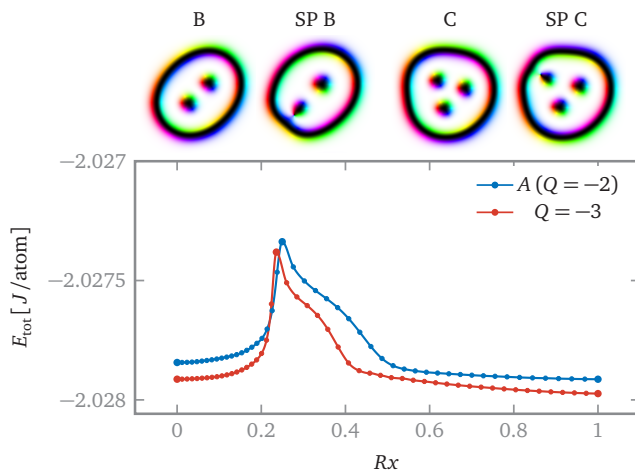 B SP B C SP C
−2.027
−2.0275
−2.028
E_tot [J/atom]
A (Q = −2)
Q = −3
0 0.2 0.4 0.6 0.8 1
Rx